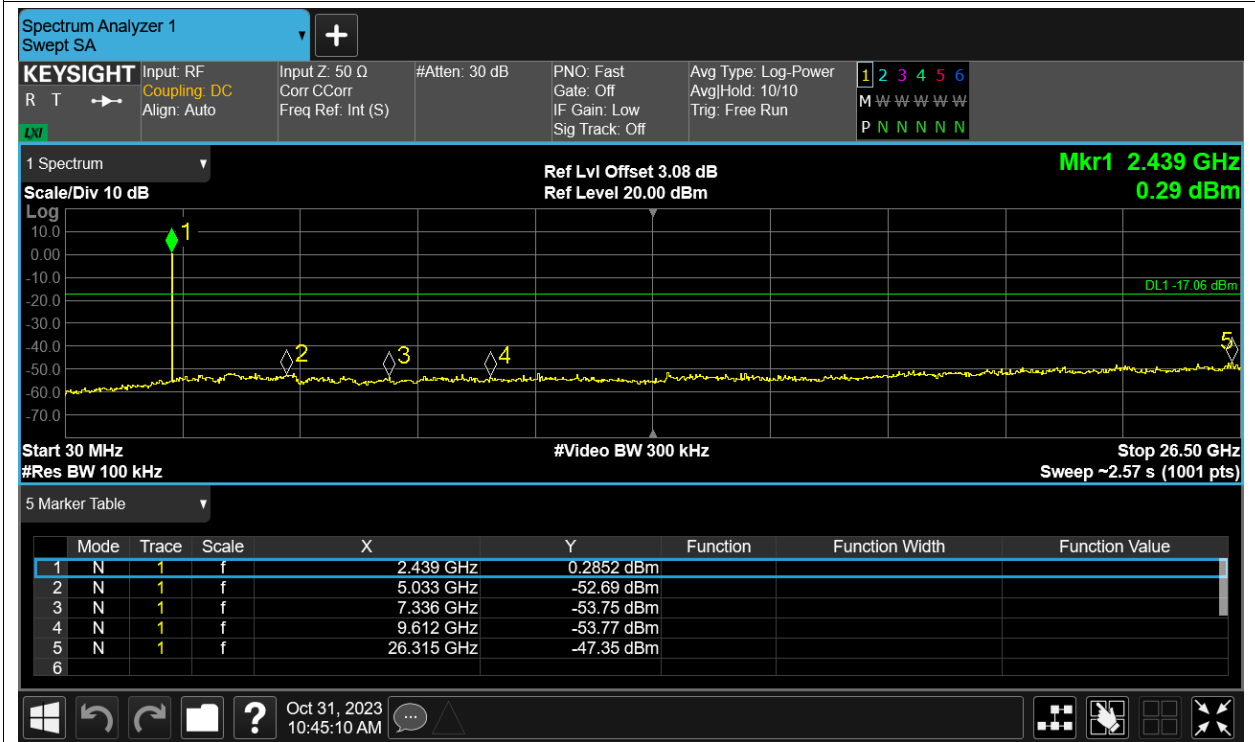 Spectrum Analyzer 1
Swept SA
KEYSIGHT Input: RF Input Z: 50 Ω #Atten: 30 dB PNO: Fast Avg Type: Log-Power 1 2 3 4 5 6
R T Coupling: DC Corr CCorr Gate: Off Avg|Hold: 10/10 M W W W W W
Align: Auto Freq Ref: Int (S) IF Gain: Low Trig: Free Run
LXI Sig Track: Off P N N N N N
1 Spectrum Ref Lvl Offset 3.08 dB Mkr1 2.439 GHz
Scale/Div 10 dB Ref Level 20.00 dBm 0.29 dBm
Log
10.0 1
0.00
-10.0
DL1 -17.06 dBm
-20.0
-30.0
-40.0 2 3 4 5
-50.0
-60.0
-70.0
Start 30 MHz #Video BW 300 kHz Stop 26.50 GHz
#Res BW 100 kHz Sweep ~2.57 s (1001 pts)
5 Marker Table
Mode Trace Scale X Y Function Function Width Function Value
1 N 1 f 2.439 GHz 0.2852 dBm
2 N 1 f 5.033 GHz -52.69 dBm
3 N 1 f 7.336 GHz -53.75 dBm
4 N 1 f 9.612 GHz -53.77 dBm
5 N 1 f 26.315 GHz -47.35 dBm
6
? Oct 31, 2023
10:45:10 AM